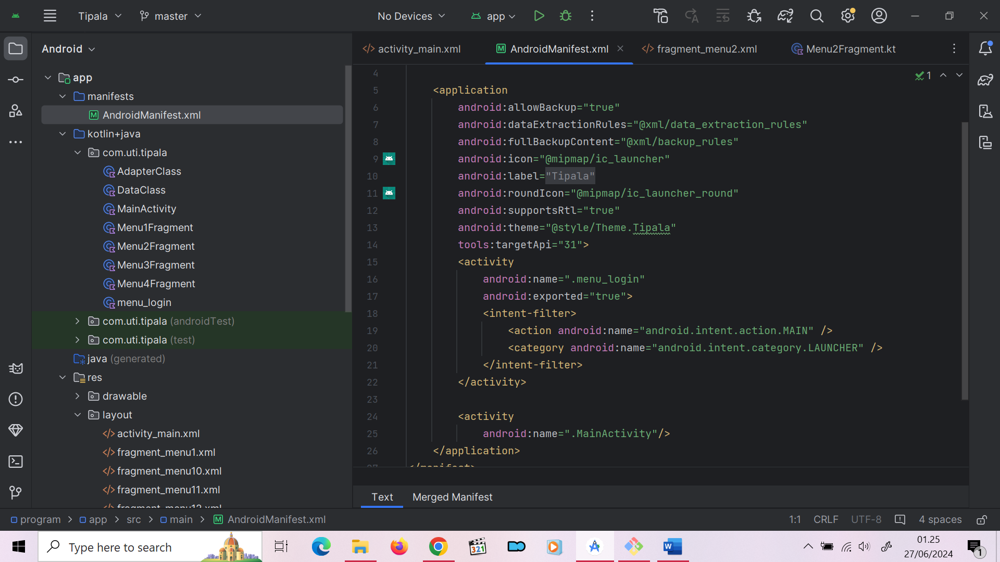 Tipala
master
No Devices
app
Android
activity_main.xml
AndroidManifest.xml
fragment_menu2.xml
Menu2Fragment.kt
app
manifests
AndroidManifest.xml
kotlin+java
com.uti.tipala
AdapterClass
DataClass
MainActivity
Menu1Fragment
Menu2Fragment
Menu3Fragment
Menu4Fragment
menu_login
com.uti.tipala (androidTest)
com.uti.tipala (test)
java (generated)
res
drawable
layout
activity_main.xml
fragment_menu1.xml
fragment_menu10.xml
fragment_menu11.xml
fragment_menu12.xml
1
4
5 <application
6 android:allowBackup="true"
7 android:dataExtractionRules="@xml/data_extraction_rules"
8 android:fullBackupContent="@xml/backup_rules"
9 android:icon="@mipmap/ic_launcher"
10 android:label="Tipala"
11 android:roundIcon="@mipmap/ic_launcher_round"
12 android:supportsRtl="true"
13 android:theme="@style/Theme.Tipala"
14 tools:targetApi="31">
15 <activity
16 android:name=".menu_login"
17 android:exported="true">
18 <intent-filter>
19 <action android:name="android.intent.action.MAIN" />
20 <category android:name="android.intent.category.LAUNCHER" />
21 </intent-filter>
22 </activity>
23
24 <activity
25 android:name=".MainActivity"/>
26 </application>
27 </manifest>
Text
Merged Manifest
program > app > src > main > AndroidManifest.xml
1:1
CRLF
UTF-8
4 spaces
Type here to search
321
W
01.25
27/06/2024
1